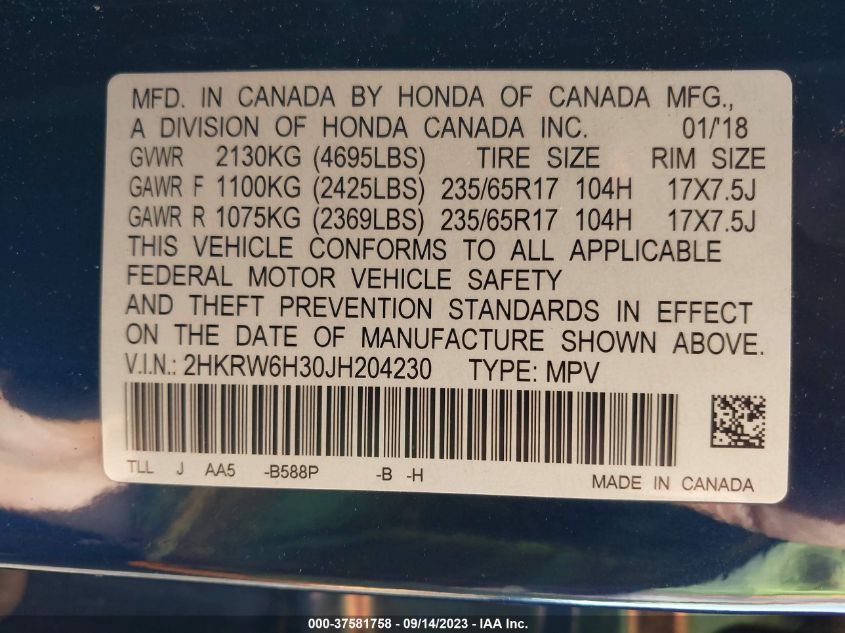 MFD. IN CANADA BY HONDA OF CANADA MFG.,
A DIVISION OF HONDA CANADA INC. 01/'18
GVWR 2130KG (4695LBS) TIRE SIZE RIM SIZE
GAWR F 1100KG (2425LBS) 235/65R17 104H 17X7.5J
GAWR R 1075KG (2369LBS) 235/65R17 104H 17X7.5J
THIS VEHICLE CONFORMS TO ALL APPLICABLE
FEDERAL MOTOR VEHICLE SAFETY
AND THEFT PREVENTION STANDARDS IN EFFECT
ON THE DATE OF MANUFACTURE SHOWN ABOVE.
V.I.N.: 2HKRW6H30JH204230 TYPE: MPV
TLL J AA5 -B588P -B -H
MADE IN CANADA
000-37581758 - 09/14/2023 - IAA Inc.